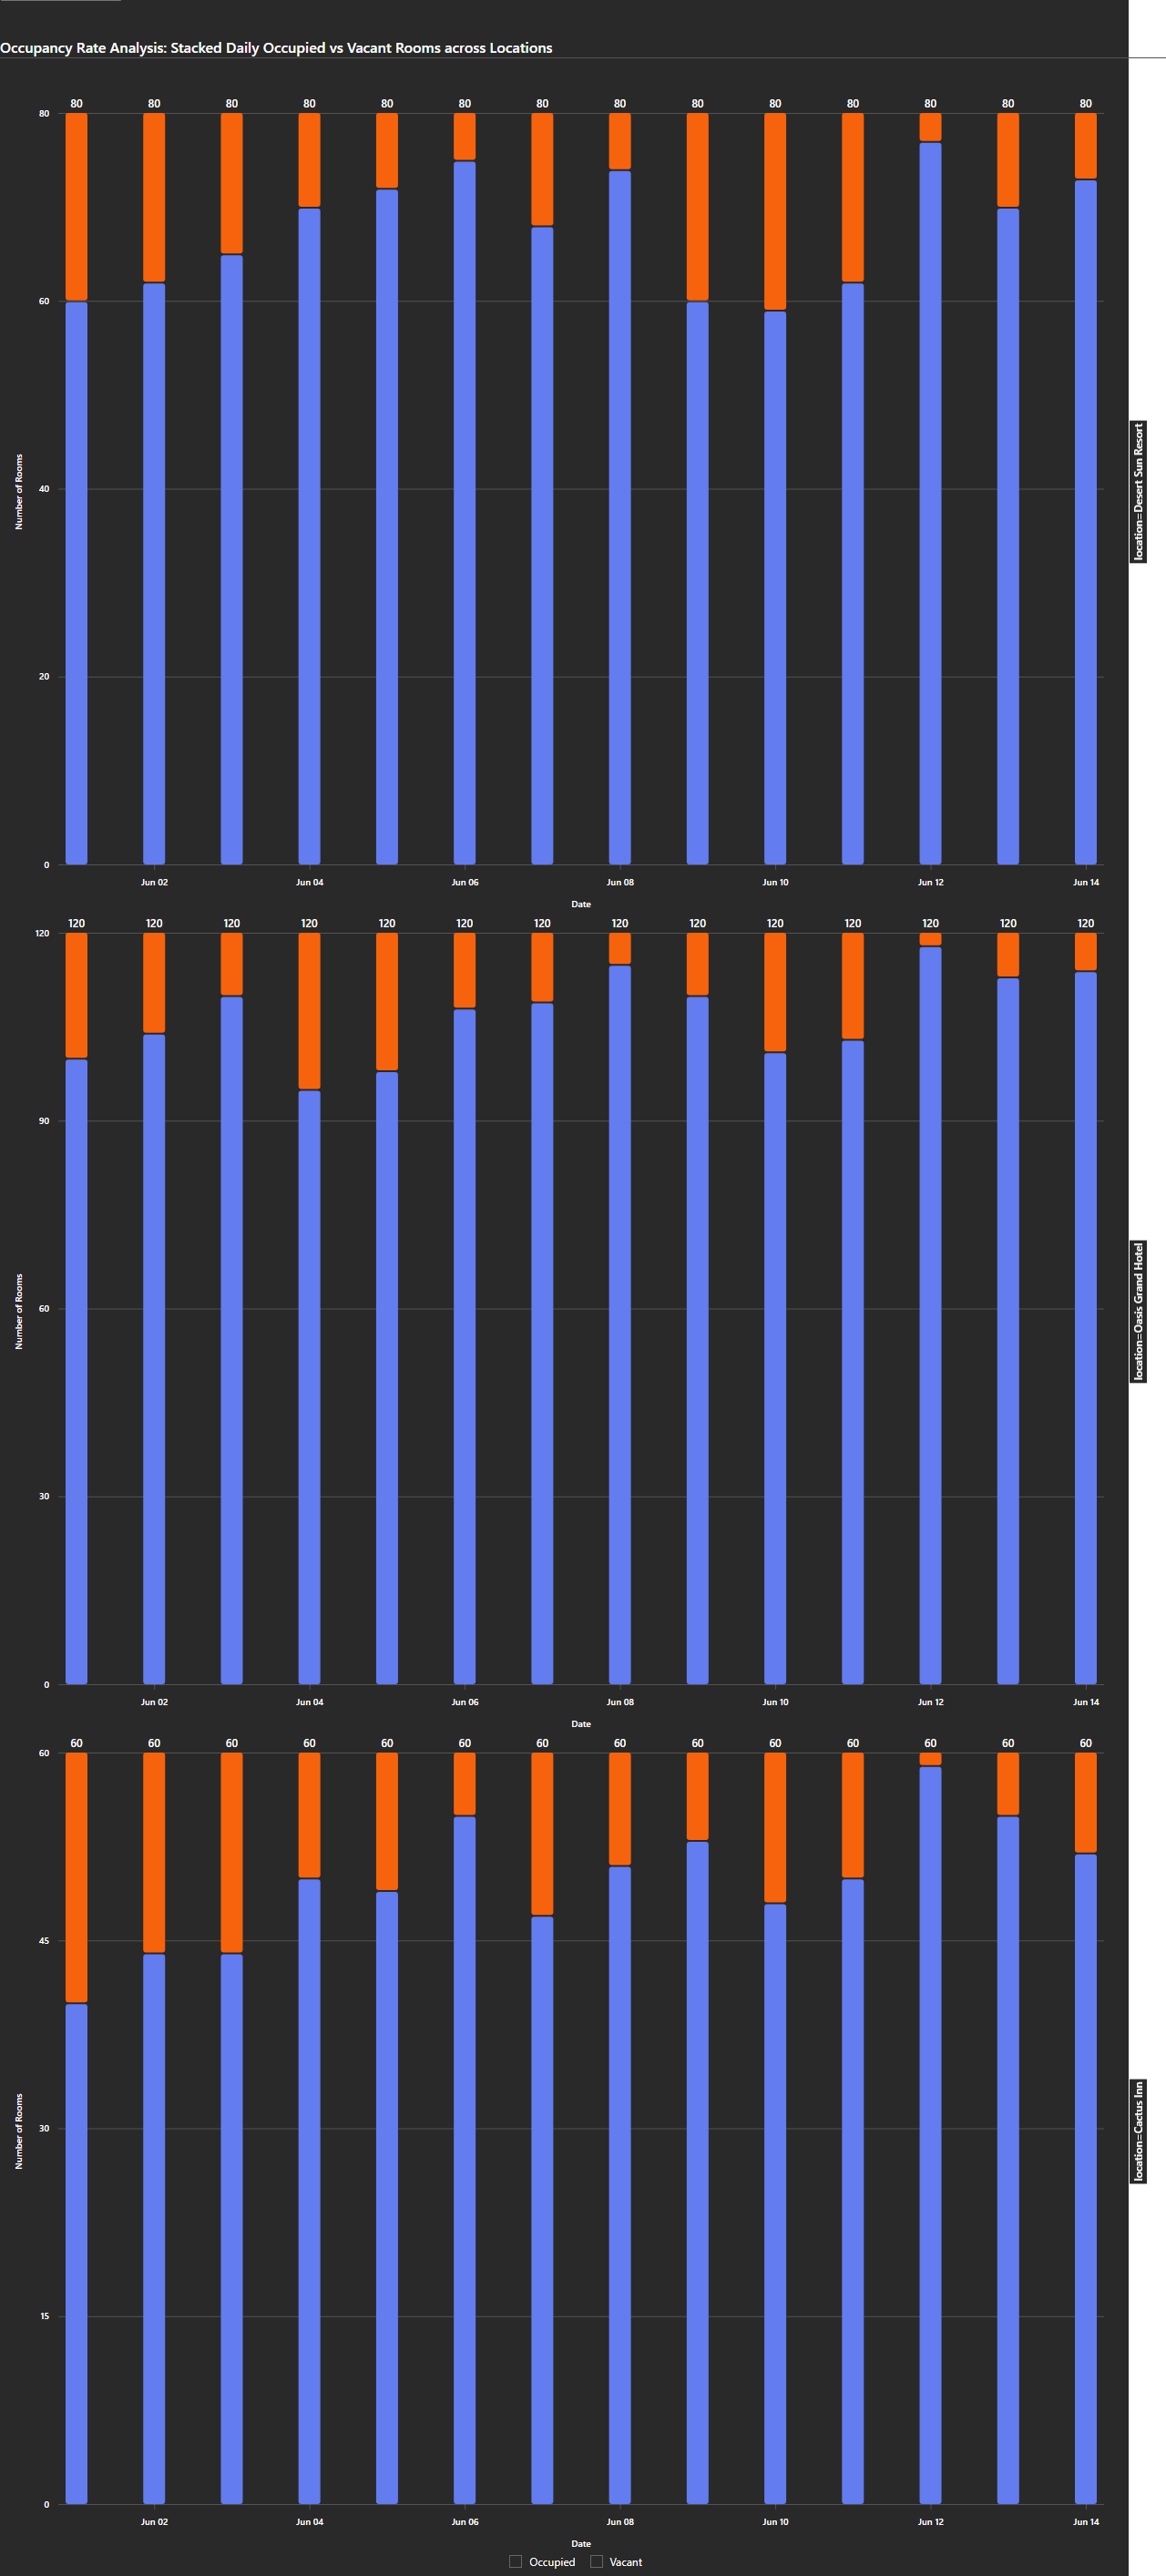 Occupancy Rate Analysis: Stacked Daily Occupied vs Vacant Rooms across Locations
80 80 80 80 80 80 80 80 80 80 80 80 80 80
80
60
40
20
0
Number of Rooms
location=Desert Sun Resort
Jun 02 Jun 04 Jun 06 Jun 08 Jun 10 Jun 12 Jun 14
Date
120 120 120 120 120 120 120 120 120 120 120 120 120 120
120
90
60
30
0
Number of Rooms
location=Oasis Grand Hotel
Jun 02 Jun 04 Jun 06 Jun 08 Jun 10 Jun 12 Jun 14
Date
60 60 60 60 60 60 60 60 60 60 60 60 60 60
60
45
30
15
0
Number of Rooms
location=Cactus Inn
Jun 02 Jun 04 Jun 06 Jun 08 Jun 10 Jun 12 Jun 14
Date
Occupied Vacant